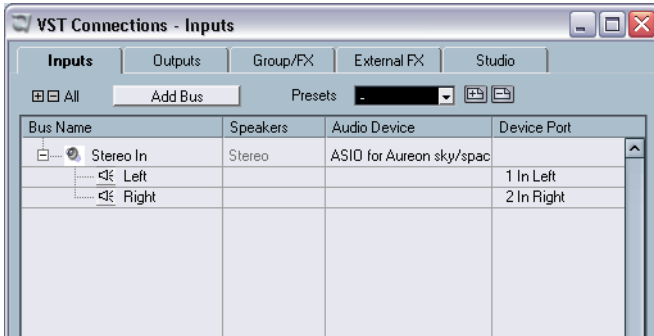 VST Connections - Inputs
Inputs Outputs Group/FX External FX Studio
All Add Bus Presets -
Bus Name Speakers Audio Device Device Port
Stereo In Stereo ASIO for Aureon sky/spac
Left 1 In Left
Right 2 In Right